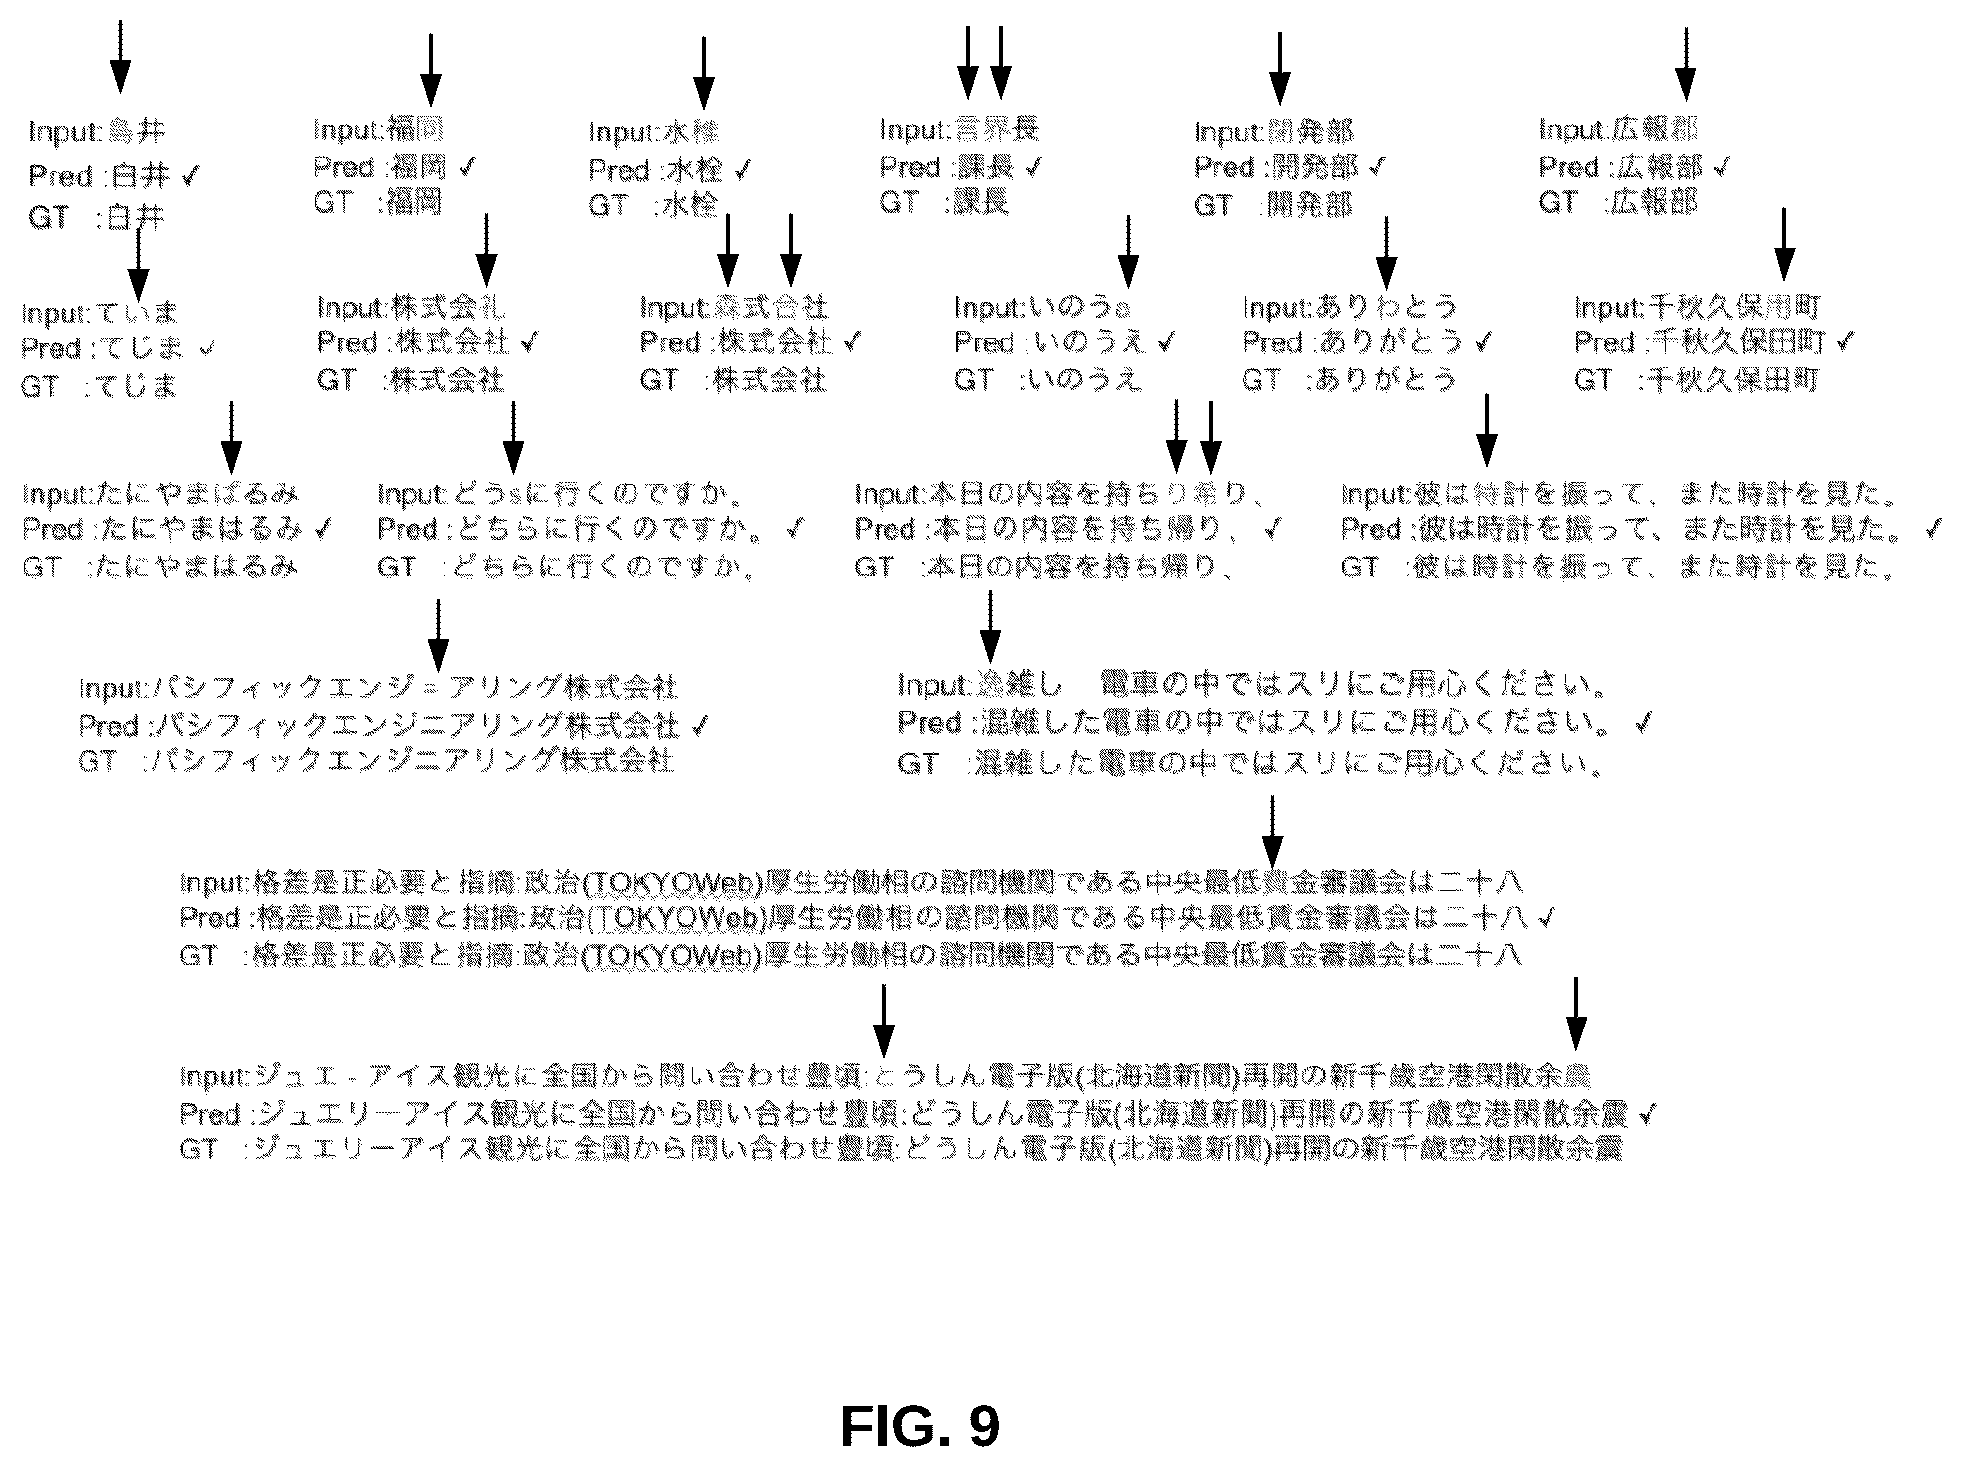 Input:島井
Pred :白井 ✓
GT :白井
Input:福同
Pred :福岡 ✓
GT :福岡
Input:水稚
Pred :水栓 ✓
GT :水栓
Input:言界長
Pred :課長 ✓
GT :課長
Input:閉発部
Pred :開発部 ✓
GT :開発部
Input:広報郡
Pred :広報部 ✓
GT :広報部
Input:ていま
Pred :てじま ✓
GT :てじま
Input:株式会礼
Pred :株式会社 ✓
GT :株式会社
Input:森式合社
Pred :株式会社 ✓
GT :株式会社
Input:いのうa
Pred :いのうえ ✓
GT :いのうえ
Input:ありわとう
Pred :ありがとう ✓
GT :ありがとう
Input:千秋久保用町
Pred :千秋久保田町 ✓
GT :千秋久保田町
Input:たにやまばるみ
Pred :たにやまはるみ ✓
GT :たにやまはるみ
Input:どうsに行くのですか。
Pred :どちらに行くのですか。 ✓
GT :どちらに行くのですか。
Input:本日の内容を持ちり希り、
Pred :本日の内容を持ち帰り、 ✓
GT :本日の内容を持ち帰り、
Input:彼は特計を振って、また時計を見た。
Pred :彼は時計を振って、また時計を見た。 ✓
GT :彼は時計を振って、また時計を見た。
Input:パシフィックエンジ=アリング株式会社
Pred :パシフィックエンジニアリング株式会社 ✓
GT :パシフィックエンジニアリング株式会社
Input:雑し 電車の中ではスリにご用心ください。
Pred :混雑した電車の中ではスリにご用心ください。 ✓
GT :混雑した電車の中ではスリにご用心ください。
Input:格差是正必要と指摘:政治(TOKYOWeb)厚生労働相の諮問機関である中央最低貨金審議会は二十八
Pred :格差是正必要と指摘:政治(TOKYOWeb)厚生労働相の諮問機関である中央最低賃金審議会は二十八 ✓
GT :格差是正必要と指摘:政治(TOKYOWeb)厚生労働相の諮問機関である中央最低賃金審議会は二十八
Input:ジュエ-アイス観光に全国から問い合わせ豊頃:とうしん電子版(北海道新聞)再開の新千歳空港閑散余農
Pred :ジュエリーアイス観光に全国から問い合わせ豊頃:どうしん電子版(北海道新聞)再開の新千歳空港閑散余震 ✓
GT :ジュエリーアイス観光に全国から問い合わせ豊頃:どうしん電子版(北海道新聞)再開の新千歳空港閑散余震
FIG. 9